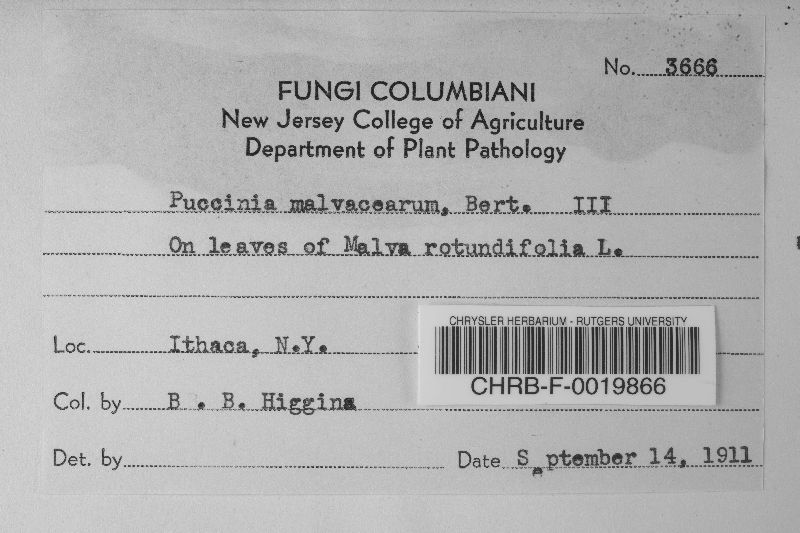 No. 3666
FUNGI COLUMBIANI
New Jersey College of Agriculture
Department of Plant Pathology
Puccinia malvacearum, Bert. III
On leaves of Malva rotundifolia L.
CHRYSLER HERBARIUM - RUTGERS UNIVERSITY
Loc. Ithaca, N.Y.
CHRB-F-0019866
Col. by B . B. Higgins
Det. by
Date September 14, 1911